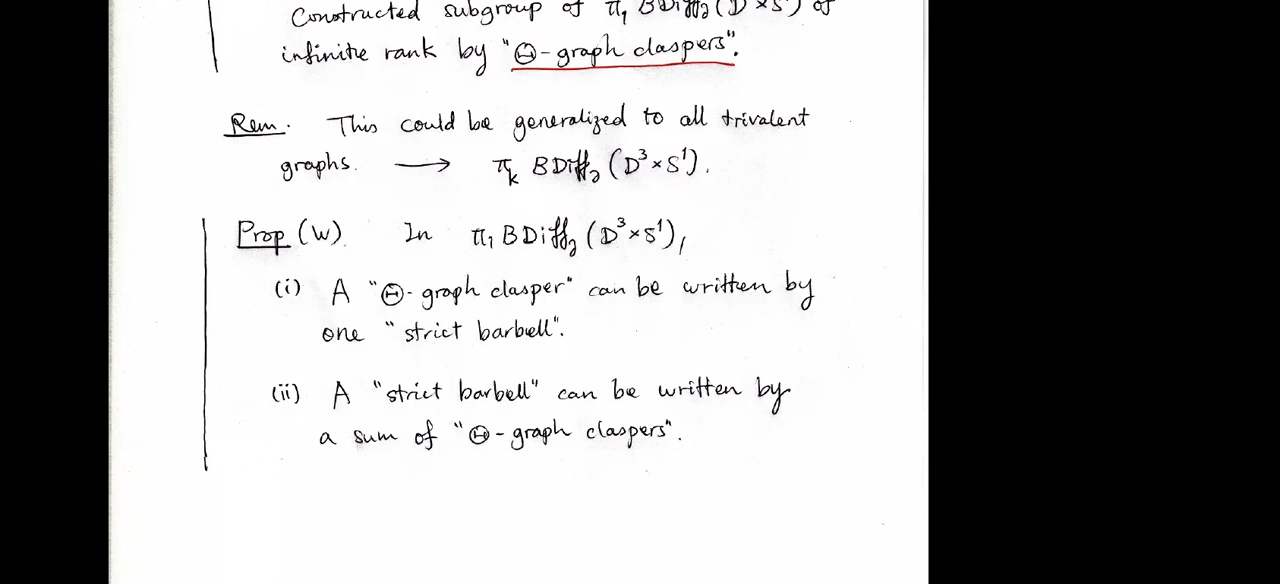 Constructed subgroup of π₁ BDiff∂(D³×S¹) of
infinite rank by "Θ-graph claspers".
Rem. This could be generalized to all trivalent
graphs. ⟶ πₖ BDiff∂(D³×S¹).
Prop (W). In π₁ BDiff∂(D³×S¹),
(i) A "Θ-graph clasper" can be written by
one "strict barbell".
(ii) A "strict barbell" can be written by
a sum of "Θ-graph claspers".